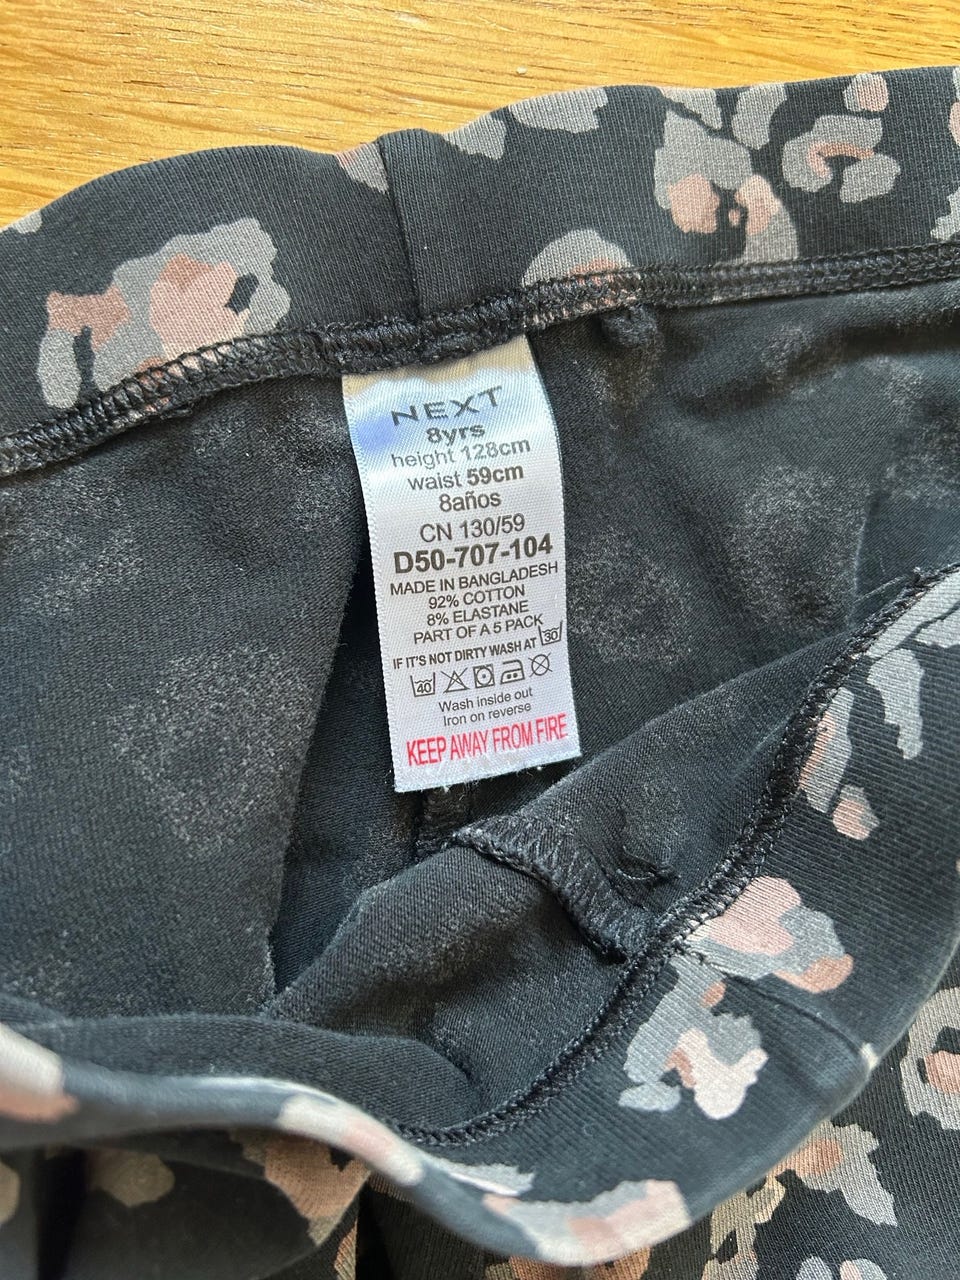 NEXT
8yrs
height 128cm
waist 59cm
8años
CN 130/59
D50-707-104
MADE IN BANGLADESH
92% COTTON
8% ELASTANE
PART OF A 5 PACK
IF IT'S NOT DIRTY WASH AT 30
40
Wash inside out
Iron on reverse
KEEP AWAY FROM FIRE